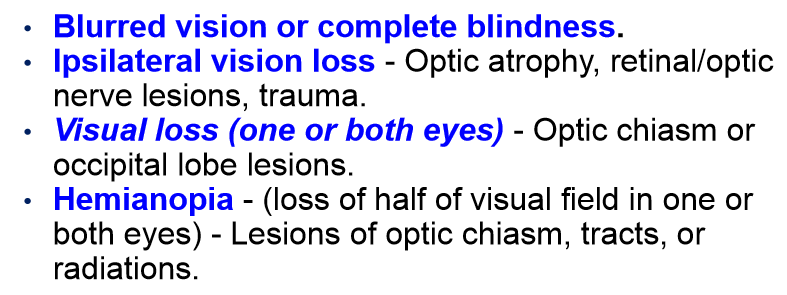 • Blurred vision or complete blindness.
• Ipsilateral vision loss - Optic atrophy, retinal/optic
nerve lesions, trauma.
• Visual loss (one or both eyes) - Optic chiasm or
occipital lobe lesions.
• Hemianopia - (loss of half of visual field in one or
both eyes) - Lesions of optic chiasm, tracts, or
radiations.